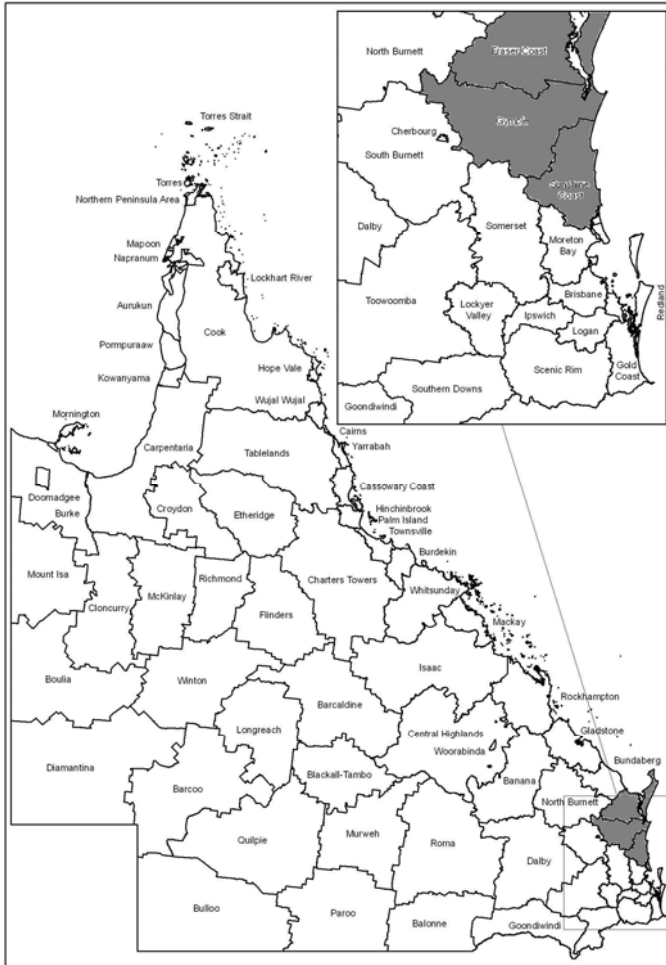 North Burnett
Fraser Coast
Gympie
Cherbourg
South Burnett
Sunshine
Coast
Dalby
Somerset
Moreton
Bay
Toowoomba
Lockyer
Valley
Brisbane
Ipswich
Logan
Redland
Scenic Rim
Gold
Coast
Southern Downs
Goondiwindi
Torres Strait
Torres
Northern Peninsula Area
Mapoon
Napranum
Lockhart River
Aurukun
Cook
Pormpuraaw
Kowanyama
Hope Vale
Wujal Wujal
Mornington
Cairns
Yarrabah
Carpentaria
Tablelands
Cassowary Coast
Doomadgee
Croydon
Etheridge
Hinchinbrook
Palm Island
Burke
Townsville
Burdekin
Mount Isa
Cloncurry
McKinlay
Richmond
Charters Towers
Whitsunday
Flinders
Mackay
Isaac
Boulia
Winton
Rockhampton
Barcaldine
Longreach
Central Highlands
Gladstone
Woorabinda
Diamantina
Blackall-Tambo
Bundaberg
Barcoo
Banana
North Burnett
Quilpie
Murweh
Roma
Dalby
Bulloo
Paroo
Balonne
Goondiwindi